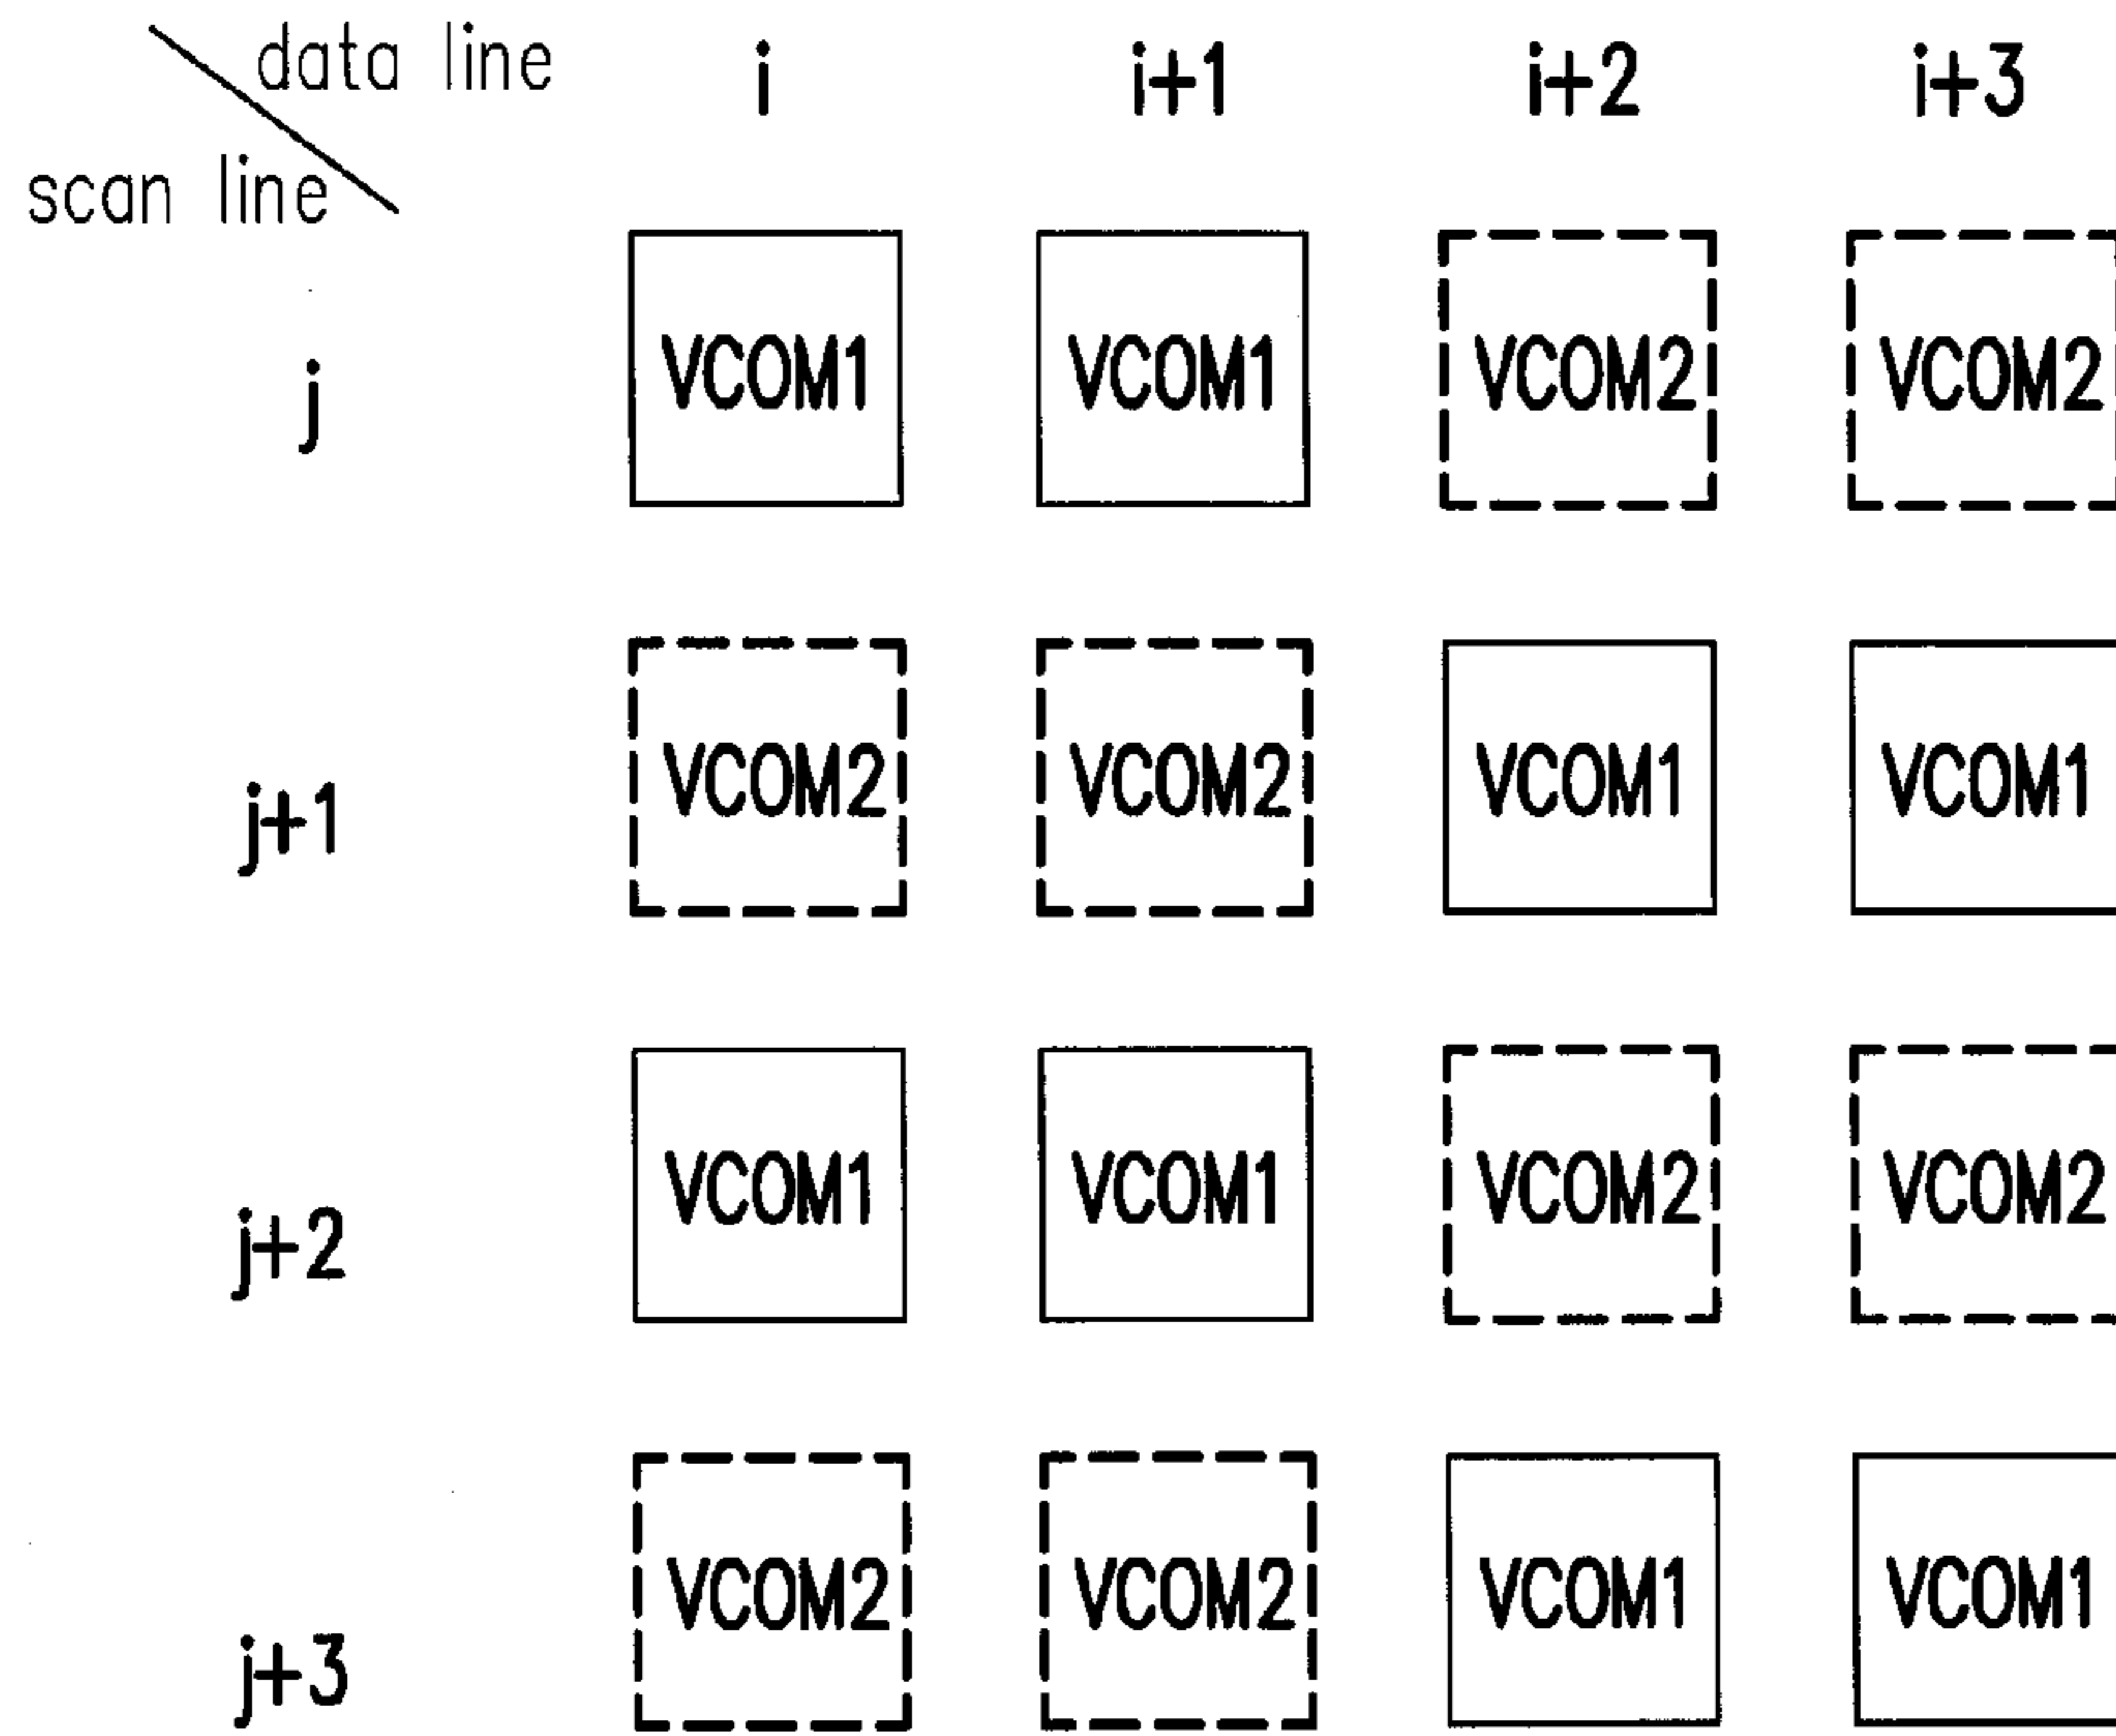 data line i i+1 i+2 i+3
scan line
j VCOM1 VCOM1 VCOM2 VCOM2
j+1 VCOM2 VCOM2 VCOM1 VCOM1
j+2 VCOM1 VCOM1 VCOM2 VCOM2
j+3 VCOM2 VCOM2 VCOM1 VCOM1